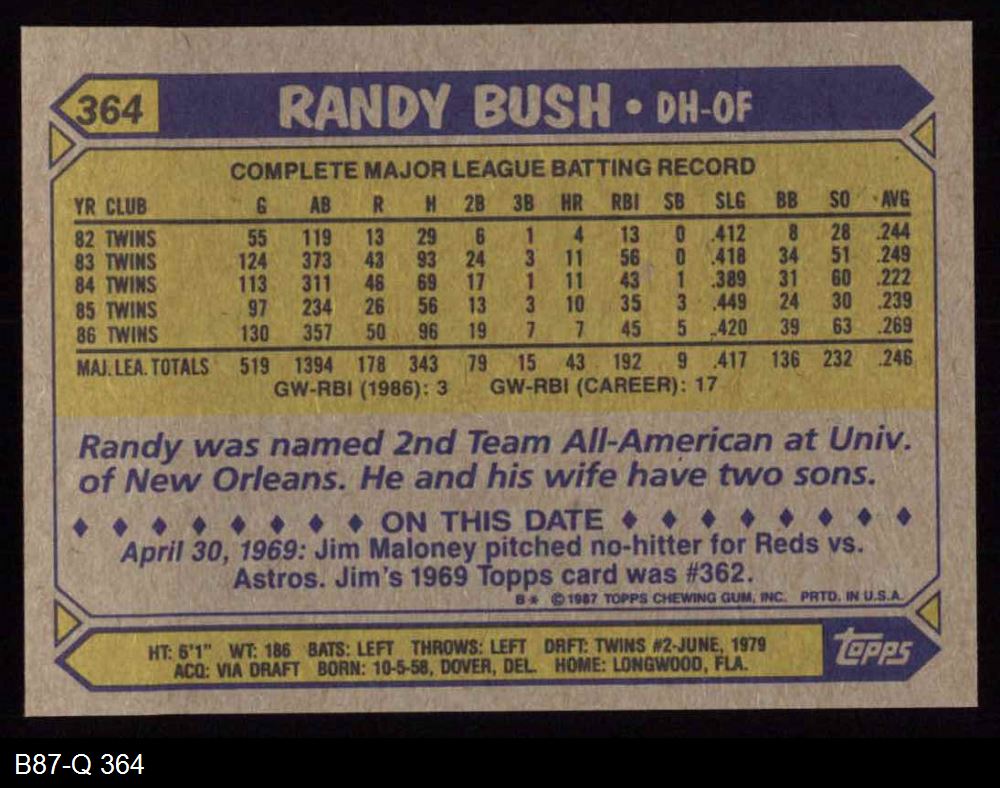 364
RANDY BUSH • DH-OF
COMPLETE MAJOR LEAGUE BATTING RECORD
YR CLUB G AB R H 2B 3B HR RBI SB SLG BB SO AVG
82 TWINS 55 119 13 29 6 1 4 13 0 .412 8 28 .244
83 TWINS 124 373 43 93 24 3 11 56 0 .418 34 51 .249
84 TWINS 113 311 46 69 17 1 11 43 1 .389 31 60 .222
85 TWINS 97 234 26 56 13 3 10 35 3 .449 24 30 .239
86 TWINS 130 357 50 96 19 7 7 45 5 .420 39 63 .269
MAJ. LEA. TOTALS 519 1394 178 343 79 15 43 192 9 .417 136 232 .246
GW-RBI (1986): 3 GW-RBI (CAREER): 17
Randy was named 2nd Team All-American at Univ.
of New Orleans. He and his wife have two sons.
♦ ♦ ♦ ♦ ♦ ♦ ♦ ♦ ON THIS DATE ♦ ♦ ♦ ♦ ♦ ♦ ♦ ♦
April 30, 1969: Jim Maloney pitched no-hitter for Reds vs.
Astros. Jim's 1969 Topps card was #362.
B* © 1987 TOPPS CHEWING GUM, INC. PRTD. IN U.S.A.
HT: 6'1" WT: 186 BATS: LEFT THROWS: LEFT DRFT: TWINS #2-JUNE, 1979
ACQ: VIA DRAFT BORN: 10-5-58, DOVER, DEL. HOME: LONGWOOD, FLA.
topps
B87-Q 364